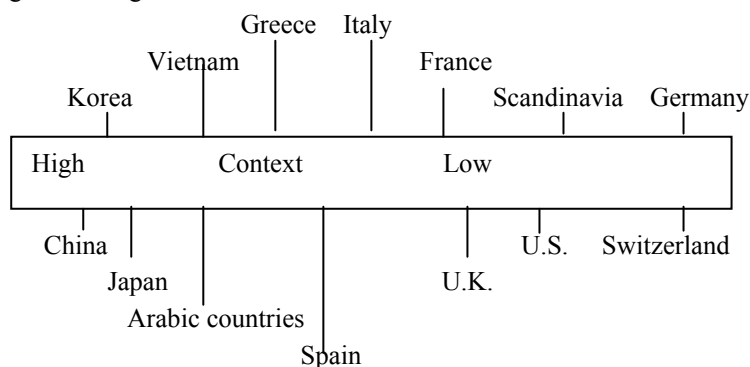 Greece Italy
Vietnam France
Korea Scandinavia Germany
High Context Low
China U.S. Switzerland
Japan U.K.
Arabic countries
Spain